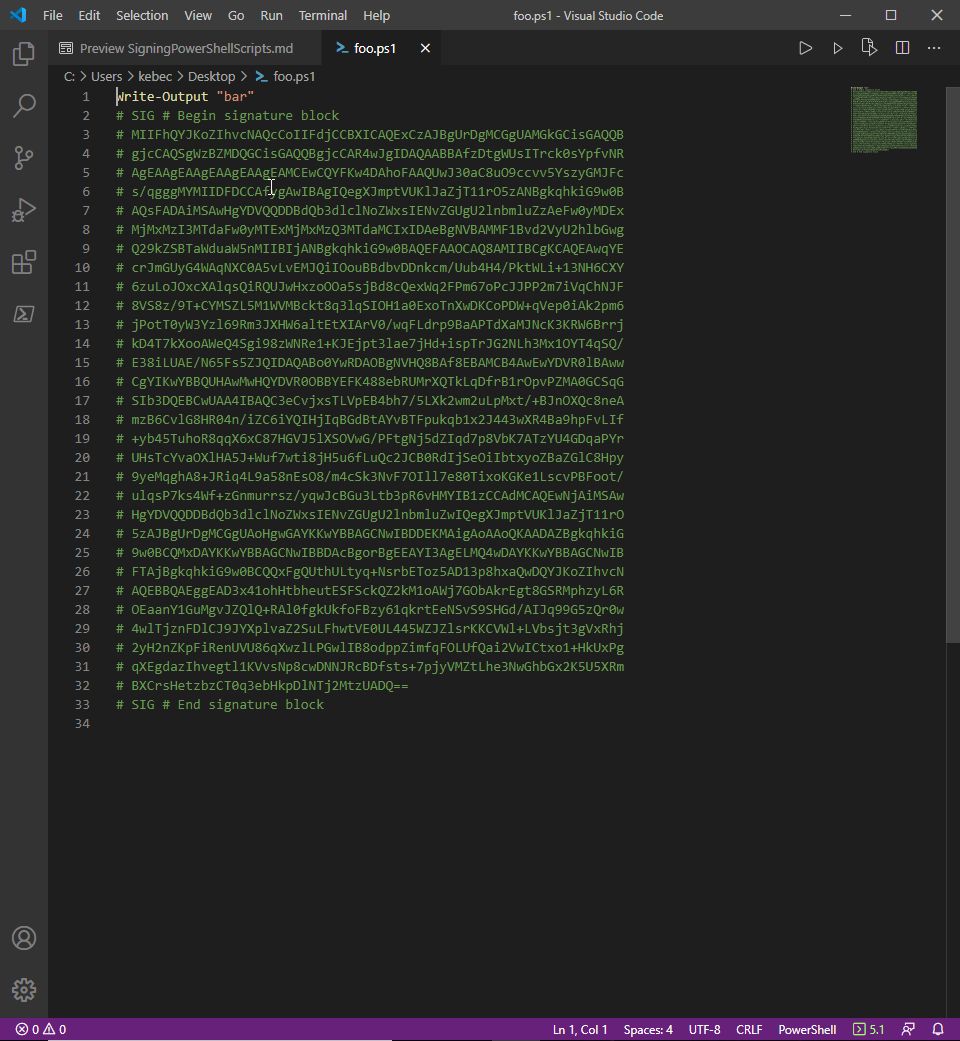 File Edit Selection View Go Run Terminal Help foo.ps1 - Visual Studio Code
Preview SigningPowerShellScripts.md foo.ps1
C: > Users > kebec > Desktop > foo.ps1
1 Write-Output "bar"
2 # SIG # Begin signature block
3 # MIIFhQYJKoZIhvcNAQcCoIIFdjCCBXICAQExCzAJBgUrDgMCGgUAMGkGCisGAQQB
4 # gjcCAQSgWzBZMDQGCisGAQQBgjcCAR4wJgIDAQAABBAfzDtgWUsITrck0sYpfvNR
5 # AgEAAgEAAgEAAgEAAgEAMCEwCQYFKw4DAhoFAAQUwJ30aC8uO9ccvv5YszyGMJFc
6 # s/qgggMYMIIDFDCCAfygAwIBAgIQegXJmptVUKlJaZjT11rO5zANBgkqhkiG9w0B
7 # AQsFADAiMSAwHgYDVQQDDBdQb3dlclNoZWxsIENvZGUgU2lnbmluZzAeFw0yMDEx
8 # MjMxMzI3MTdaFw0yMTExMjMxMzQ3MTdaMCIxIDAeBgNVBAMMF1Bvd2VyU2hlbGwg
9 # Q29kZSBTaWduaW5nMIIBIjANBgkqhkiG9w0BAQEFAAOCAQ8AMIIBCgKCAQEAwqYE
10 # crJmGUyG4WAqNXC0A5vLvEMJQiIOouBBdbvDDnkcm/Uub4H4/PktWLi+13NH6CXY
11 # 6zuLoJOxcXAlqsQiRQUJwHxzoOOa5sjBd8cQexWq2FPm67oPcJJPP2m7iVqChNJF
12 # 8VS8z/9T+CYMSZL5M1WVMBckt8q3lqSIOH1a0ExoTnXwDKCoPDW+qVep0iAk2pm6
13 # jPotT0yW3Yzl69Rm3JXHW6altEtXIArV0/wqFLdrp9BaAPTdXaMJNcK3KRW6Brrj
14 # kD4T7kXooAWeQ4Sgi98zWNRe1+KJEjpt3lae7jHd+ispTrJG2NLh3Mx1OYT4qSQ/
15 # E38iLUAE/N65Fs5ZJQIDAQABo0YwRDAOBgNVHQ8BAf8EBAMCB4AwEwYDVR0lBAww
16 # CgYIKwYBBQUHAwMwHQYDVR0OBBYEFK488ebRUMrXQTkLqDfrB1rOpvPZMA0GCSqG
17 # SIb3DQEBCwUAA4IBAQC3eCvjxsTLVpEB4bh7/5LXk2wm2uLpMxt/+BJnOXQc8neA
18 # mzB6CvlG8HR04n/iZC6iYQIHjIqBGdBtAYvBTFpukqb1x2J443wXR4Ba9hpFvLIf
19 # +yb45TuhoR8qqX6xC87HGVJ5lXSOVwG/PFtgNj5dZIqd7p8VbK7ATzYU4GDqaPYr
20 # UHsTcYvaOXlHA5J+Wuf7wti8jH5u6fLuQc2JCB0RdIjSeOiIbtxyoZBaZGlC8Hpy
21 # 9yeMqghA8+JRiq4L9a58nEsO8/m4cSk3NvF7OIll7e80TixoKGKe1LscvPBFoot/
22 # ulqsP7ks4Wf+zGnmurrsz/yqwJcBGu3Ltb3pR6vHMYIB1zCCAdMCAQEwNjAiMSAw
23 # HgYDVQQDDBdQb3dlclNoZWxsIENvZGUgU2lnbmluZwIQegXJmptVUKlJaZjT11rO
24 # 5zAJBgUrDgMCGgUAoHgwGAYKKwYBBAGCNwIBDDEKMAigAoAAoQKAADAZBgkqhkiG
25 # 9w0BCQMxDAYKKwYBBAGCNwIBBDAcBgorBgEEAYI3AgELMQ4wDAYKKwYBBAGCNwIB
26 # FTAjBgkqhkiG9w0BCQQxFgQUthULtyq+NsrbEToz5AD13p8hxaQwDQYJKoZIhvcN
27 # AQEBBQAEggEAD3x41ohHtbheutESFSckQZ2kM1oAWj7GObAkrEgt8GSRMphzyL6R
28 # OEaanY1GuMgvJZQlQ+RAl0fgkUkfoFBzy61qkrtEeNSvS9SHGd/AIJq99G5zQr0w
29 # 4wlTjznFDlCJ9JYXplvaZ2SuLFhwtVE0UL445WZJZlsrKKCVWl+LVbsjt3gVxRhj
30 # 2yH2nZKpFiRenUVU86qXwzlLPGwlIB8odppZimfqFOLUfQai2VwICtxo1+HkUxPg
31 # qXEgdazIhvegtl1KVvsNp8cwDNNJRcBDfsts+7pjyVMZtLhe3NwGhbGx2K5U5XRm
32 # BXCrsHetzbzCT0q3ebHkpDlNTj2MtzUADQ==
33 # SIG # End signature block
34
0 0 Ln 1, Col 1 Spaces: 4 UTF-8 CRLF PowerShell 5.1